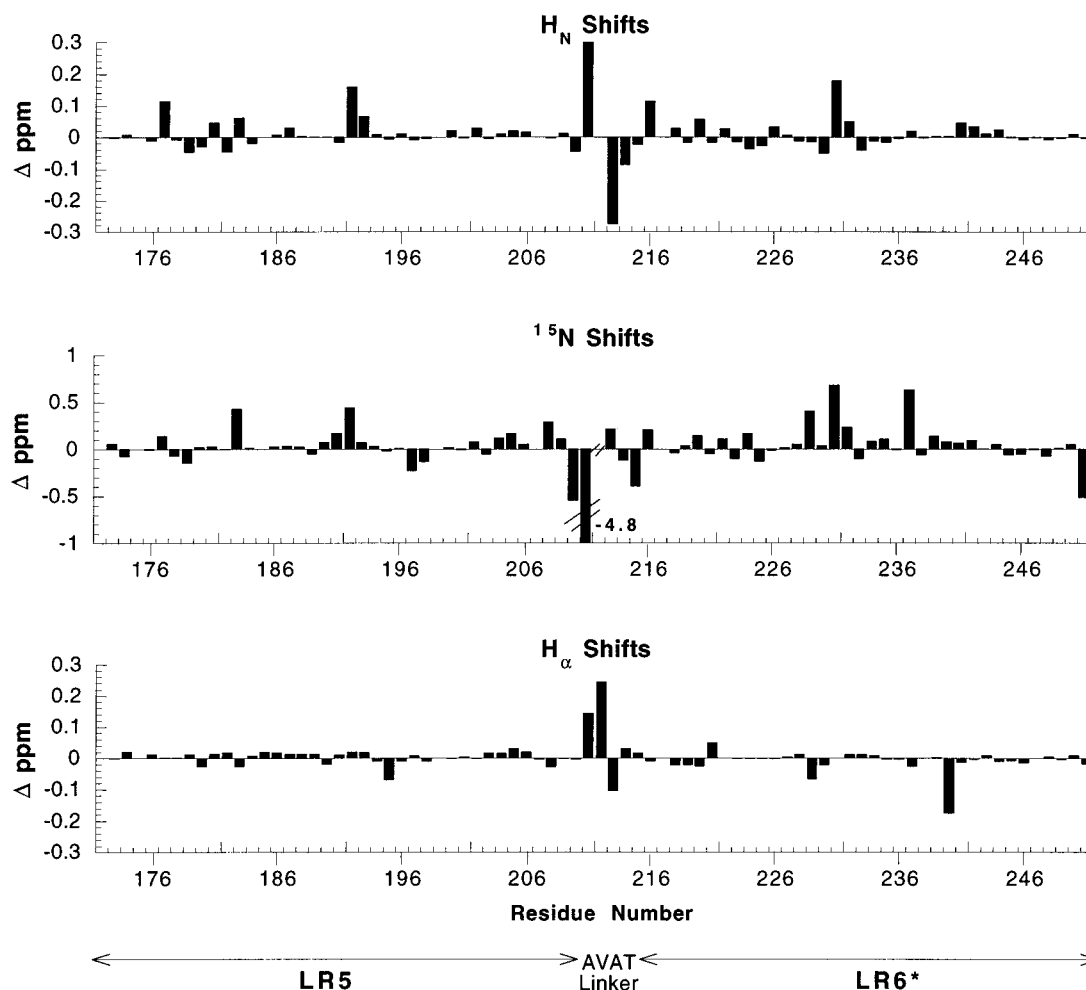 H_N Shifts
Δ ppm
0.3
0.2
0.1
0
-0.1
-0.2
-0.3
176 186 196 206 216 226 236 246
¹⁵N Shifts
Δ ppm
1
0.5
0
-0.5
-1
-4.8
176 186 196 206 216 226 236 246
H_α Shifts
Δ ppm
0.3
0.2
0.1
0
-0.1
-0.2
-0.3
176 186 196 206 216 226 236 246
Residue Number
LR5
AVAT
Linker
LR6*